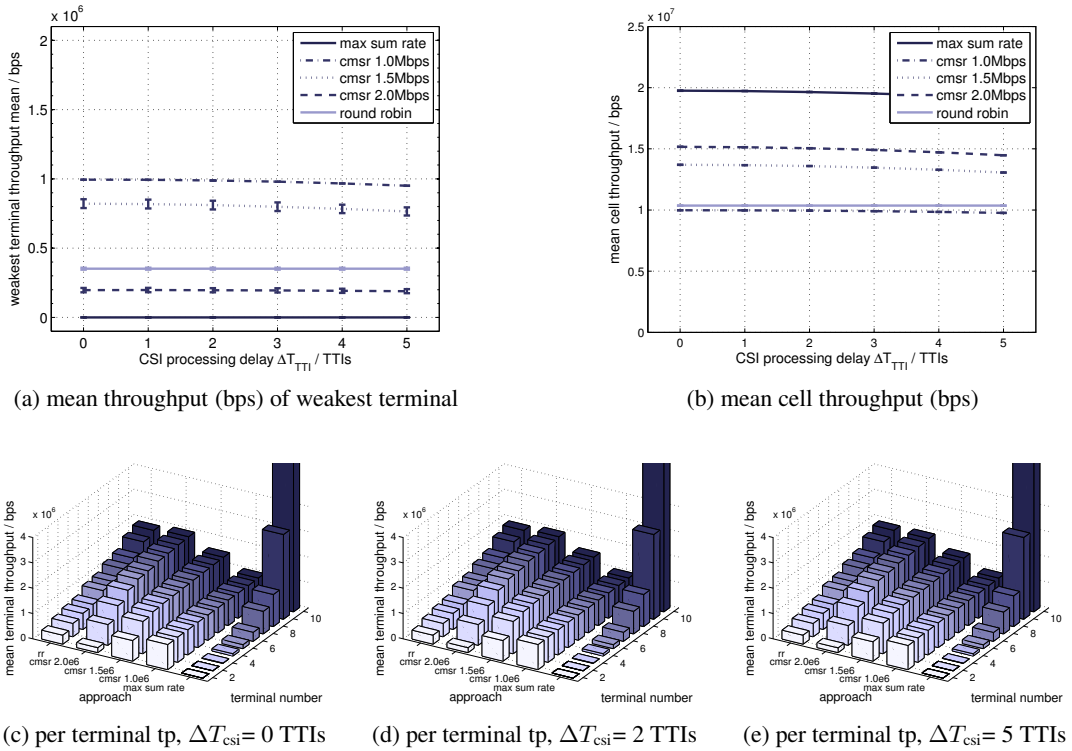 x 10^6
2
1.5
1
0.5
0
weakest terminal throughput mean / bps
0 1 2 3 4 5
CSI processing delay ΔT_TTI / TTIs
max sum rate
cmsr 1.0Mbps
cmsr 1.5Mbps
cmsr 2.0Mbps
round robin
(a) mean throughput (bps) of weakest terminal
x 10^7
2.5
2
1.5
1
0.5
0
mean cell throughput / bps
0 1 2 3 4 5
CSI processing delay ΔT_TTI / TTIs
max sum rate
cmsr 1.0Mbps
cmsr 1.5Mbps
cmsr 2.0Mbps
round robin
(b) mean cell throughput (bps)
x 10^6
4
3
2
1
0
mean terminal throughput / bps
rr
cmsr 2.0e6
cmsr 1.5e6
cmsr 1.0e6
max sum rate
approach
2
4
6
8
10
terminal number
(c) per terminal tp, ΔT_csi= 0 TTIs
x 10^6
4
3
2
1
0
mean terminal throughput / bps
rr
cmsr 2.0e6
cmsr 1.5e6
cmsr 1.0e6
max sum rate
approach
2
4
6
8
10
terminal number
(d) per terminal tp, ΔT_csi= 2 TTIs
x 10^6
4
3
2
1
0
mean terminal throughput / bps
rr
cmsr 2.0e6
cmsr 1.5e6
cmsr 1.0e6
max sum rate
approach
2
4
6
8
10
terminal number
(e) per terminal tp, ΔT_csi= 5 TTIs